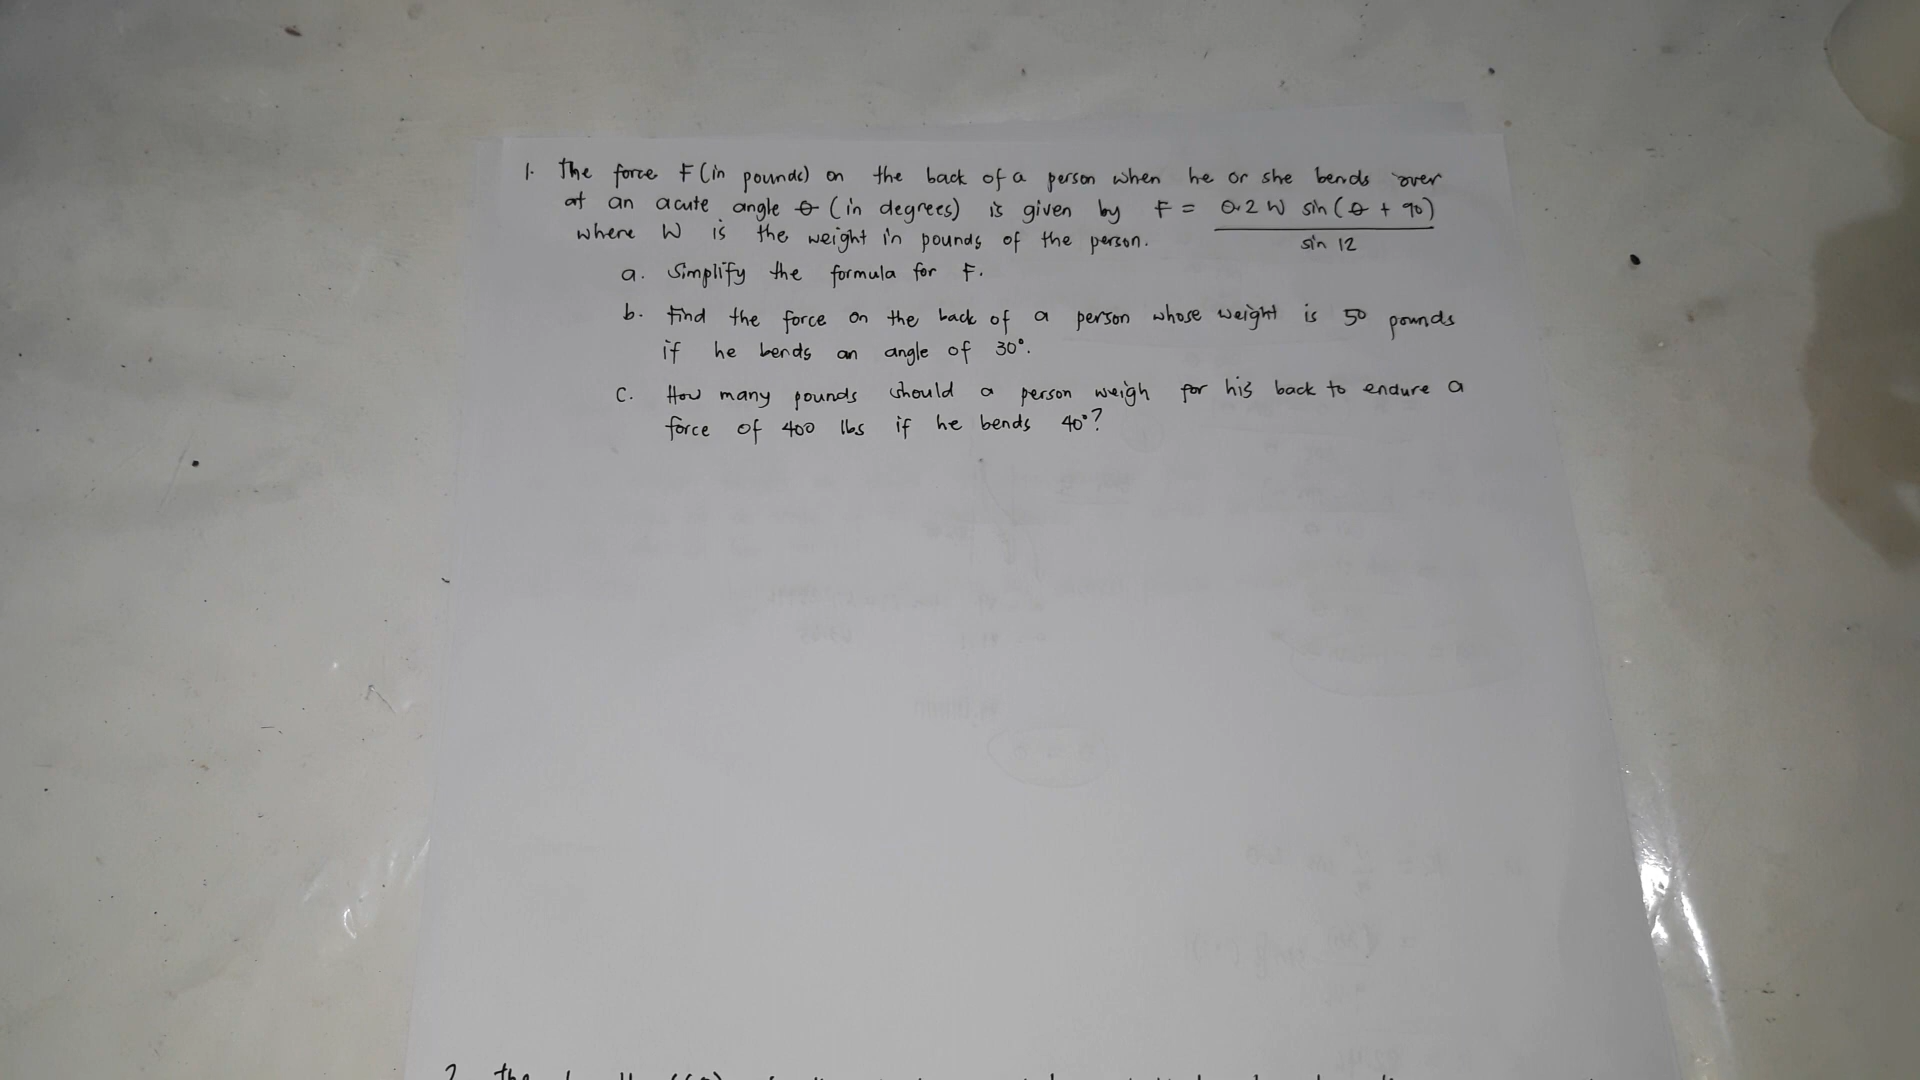 1. The force F (in pounds) on the back of a person when he or she bends over
at an acute angle θ (in degrees) is given by F = 0.2 W sin (θ + 90)
where W is the weight in pounds of the person. sin 12
a. Simplify the formula for F.
b. Find the force on the back of a person whose weight is 50 pounds
if he bends an angle of 30°.
c. How many pounds should a person weigh for his back to endure a
force of 400 lbs if he bends 40°?
2. the